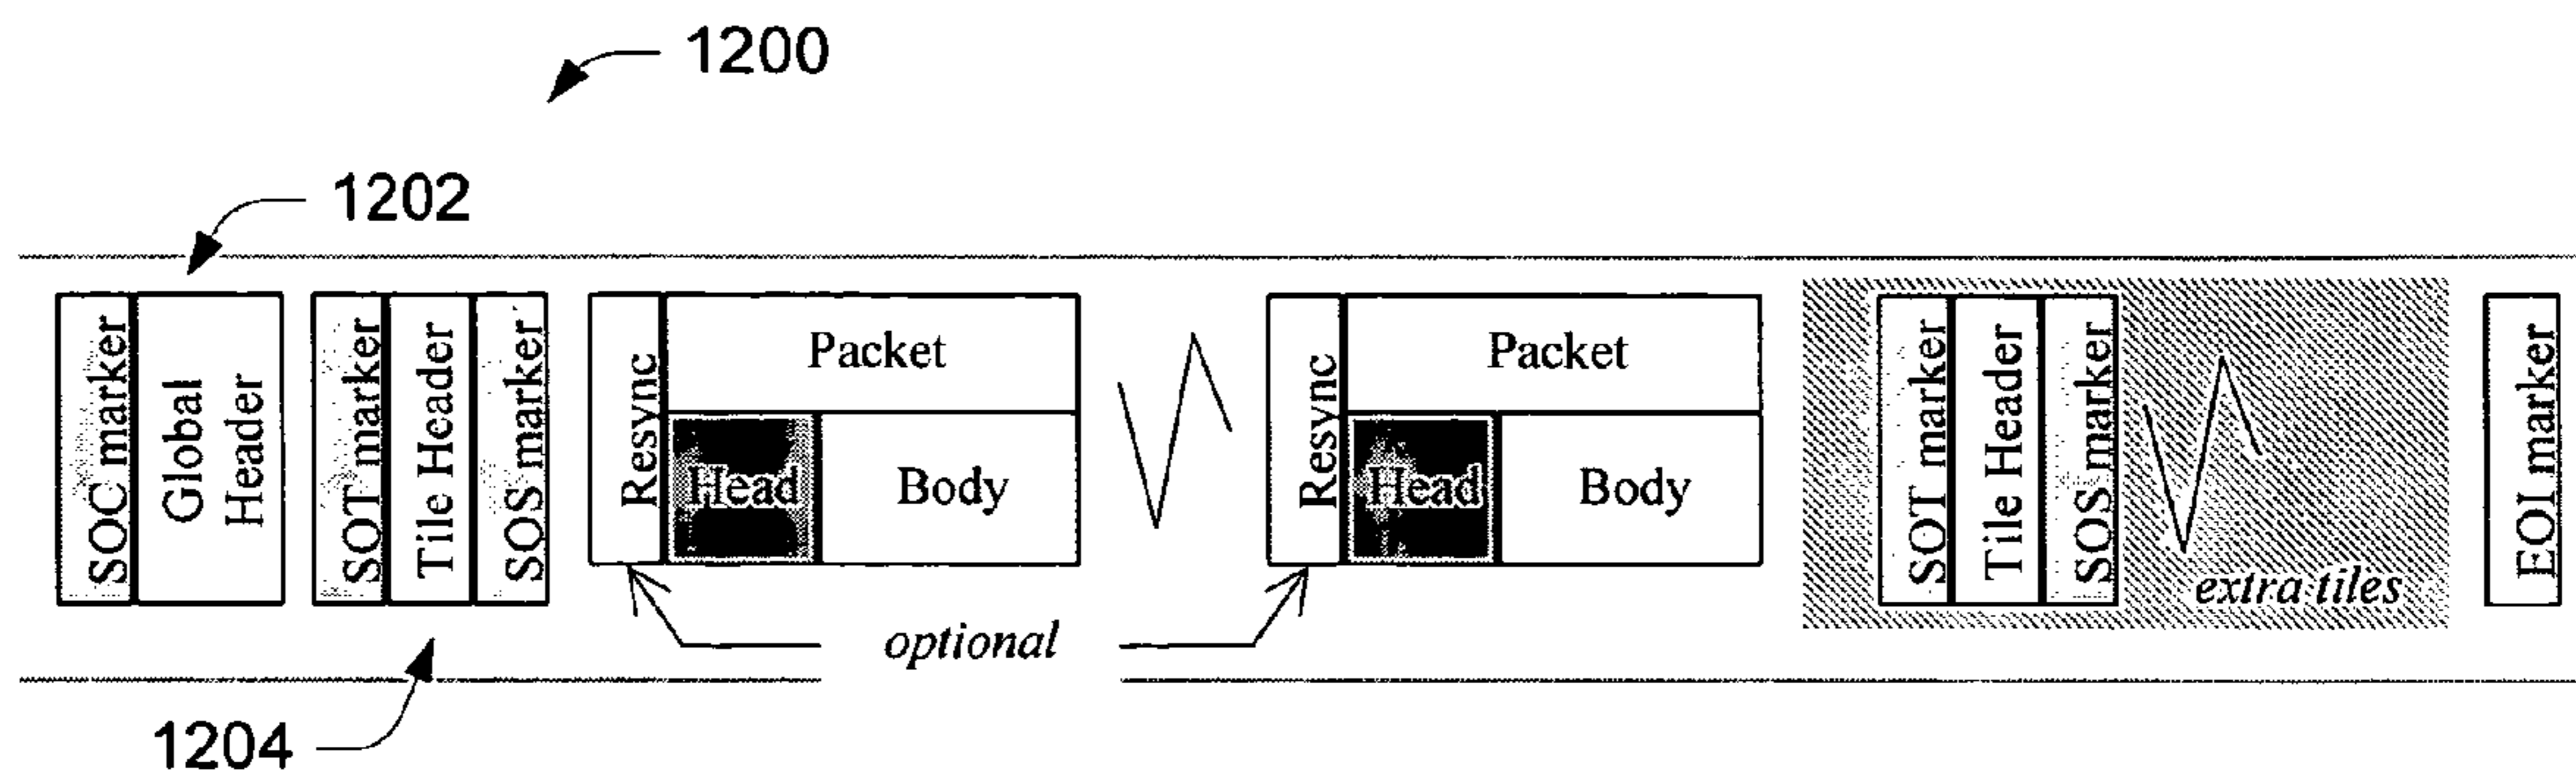 1200
1202
SOC marker
Global
Header
SOT marker
Tile Header
SOS marker
Resync
Packet
Head
Body
Resync
Packet
Head
Body
SOT marker
Tile Header
SOS marker
extra tiles
EOI marker
optional
1204